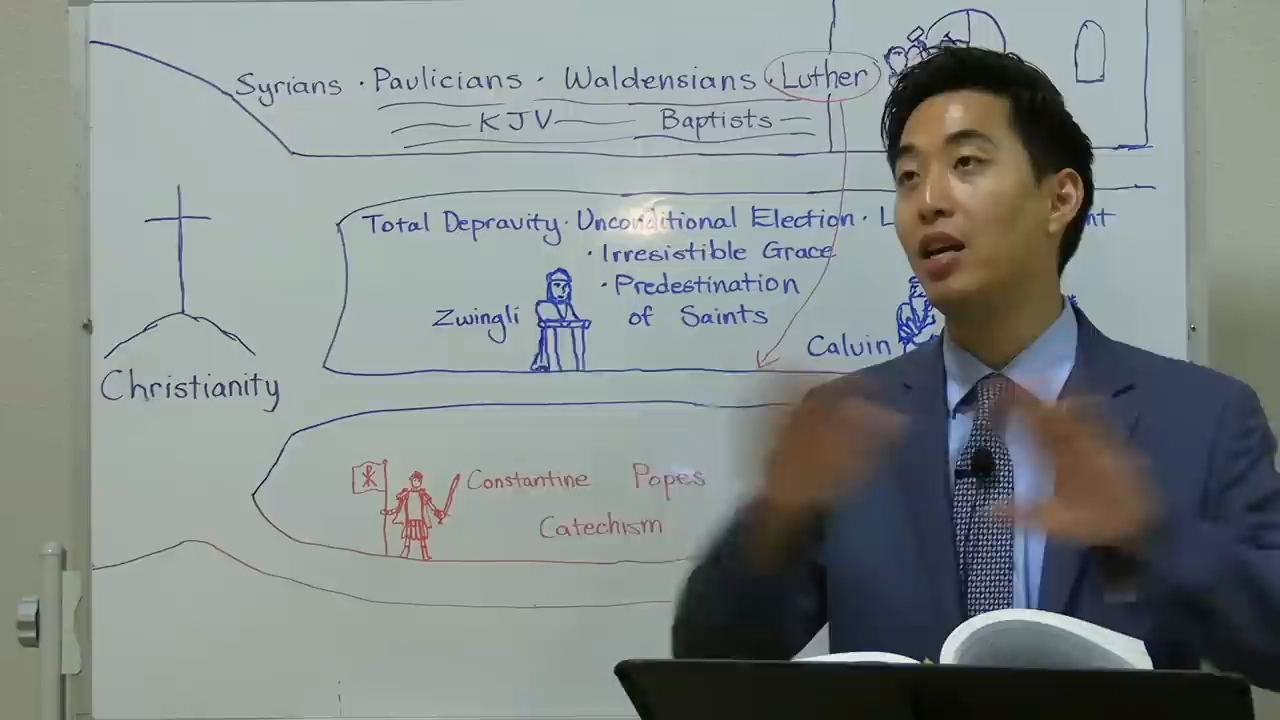 Syrians · Paulicians · Waldensians · Luther
KJV Baptists
Total Depravity · Unconditional Election ·
· Irresistible Grace
· Predestination
of Saints
Zwingli
Calvin
Christianity
Constantine Popes
Catechism